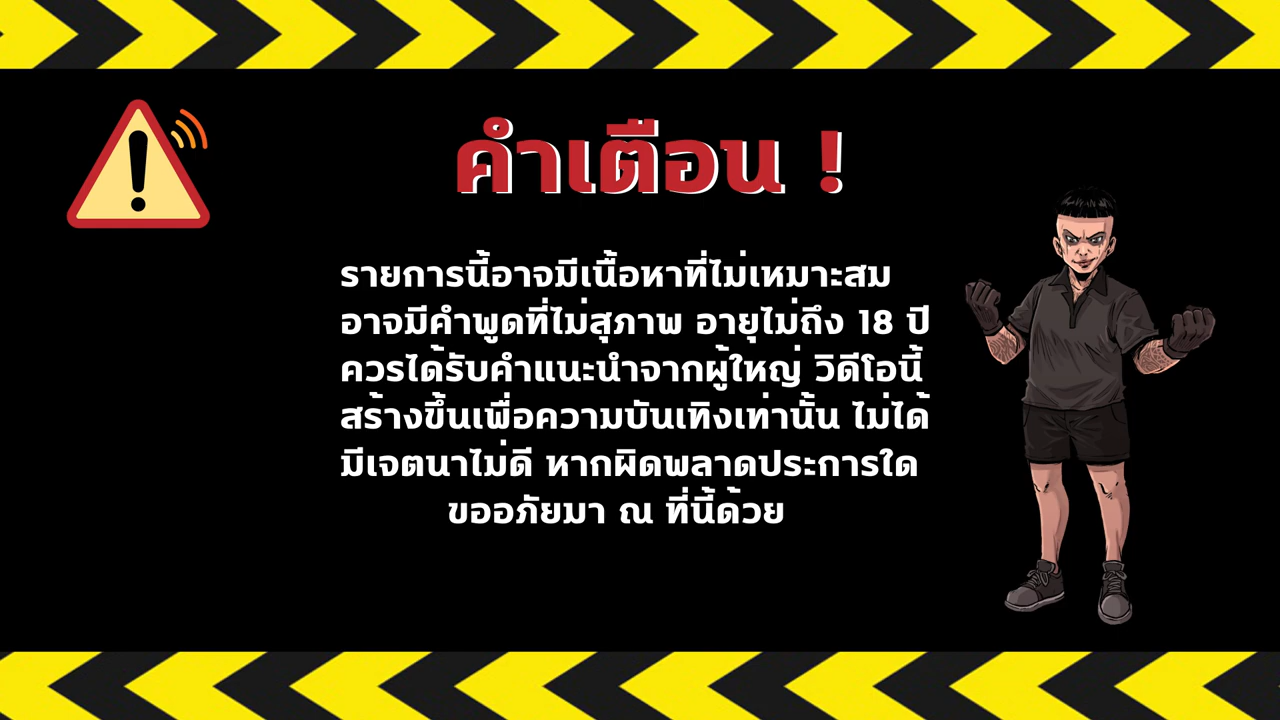 คำเตือน !
รายการนี้อาจมีเนื้อหาที่ไม่เหมาะสม
อาจมีคำพูดที่ไม่สุภาพ อายุไม่ถึง 18 ปี
ควรได้รับคำแนะนำจากผู้ใหญ่ วิดีโอนี้
สร้างขึ้นเพื่อความบันเทิงเท่านั้น ไม่ได้
มีเจตนาไม่ดี หากผิดพลาดประการใด
ขออภัยมา ณ ที่นี้ด้วย